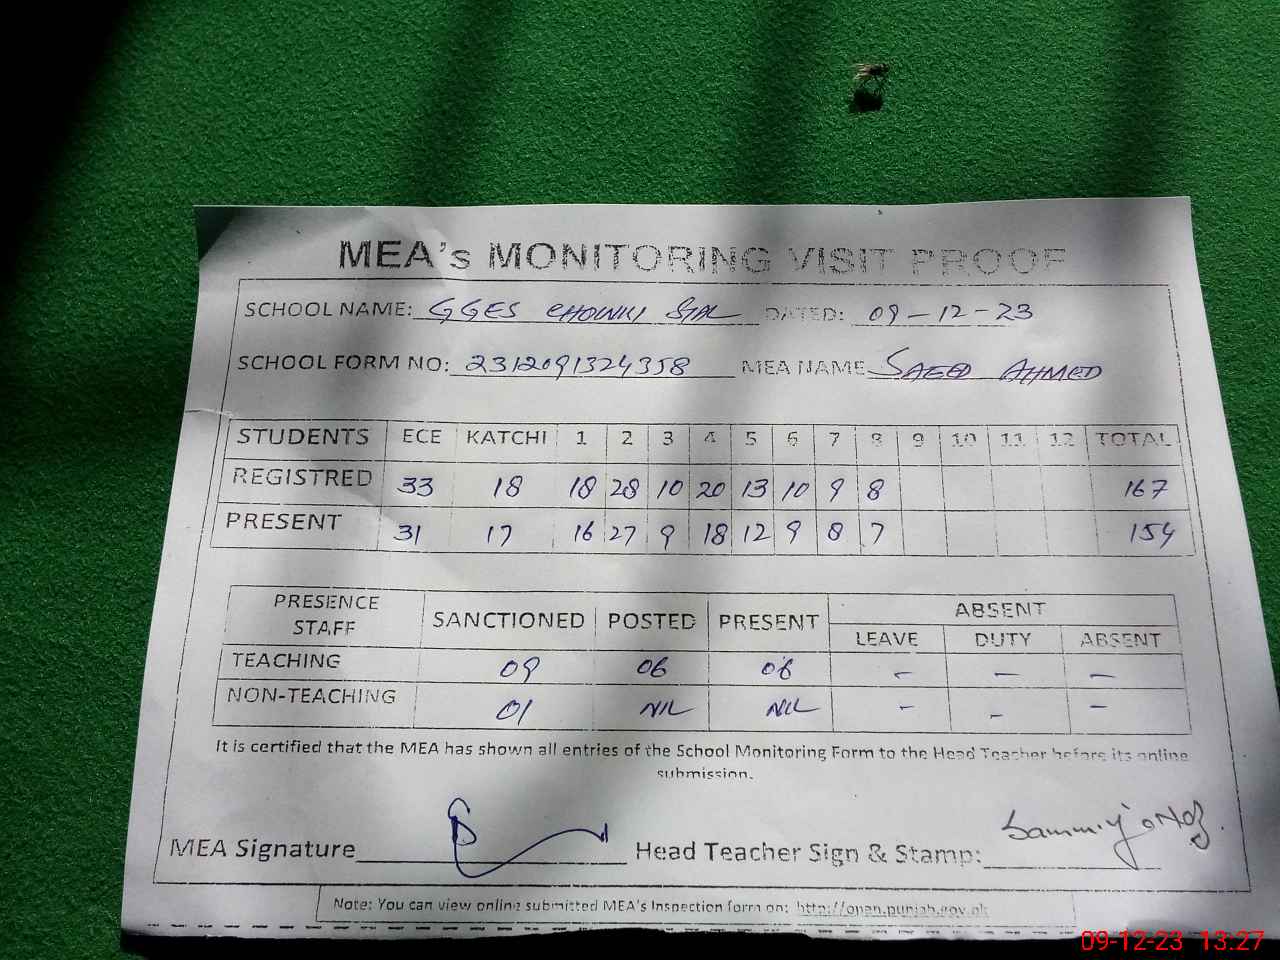 MEA's MONITORING VISIT PROOF
SCHOOL NAME: GGES CHOWKI DATED: 09-12-23
SCHOOL FORM NO: 2312091324358 MEA NAME SAEED AHMED
STUDENTS ECE KATCHI 1 2 3 4 5 6 7 8 9 10 11 12 TOTAL
REGISTRED 33 18 18 28 10 20 13 10 9 8 167
PRESENT 31 17 16 27 9 18 12 9 8 7 154
PRESENCE STAFF SANCTIONED POSTED PRESENT ABSENT
LEAVE DUTY ABSENT
TEACHING 09 06 06 - - -
NON-TEACHING 01 NIL NIL - - -
It is certified that the MEA has shown all entries of the School Monitoring Form to the Head Teacher before its online
submission.
MEA Signature Head Teacher Sign & Stamp:
Note: You can view online submitted MEA's Inspection form on: http://open.punjab.gov.pk
09-12-23 13:27